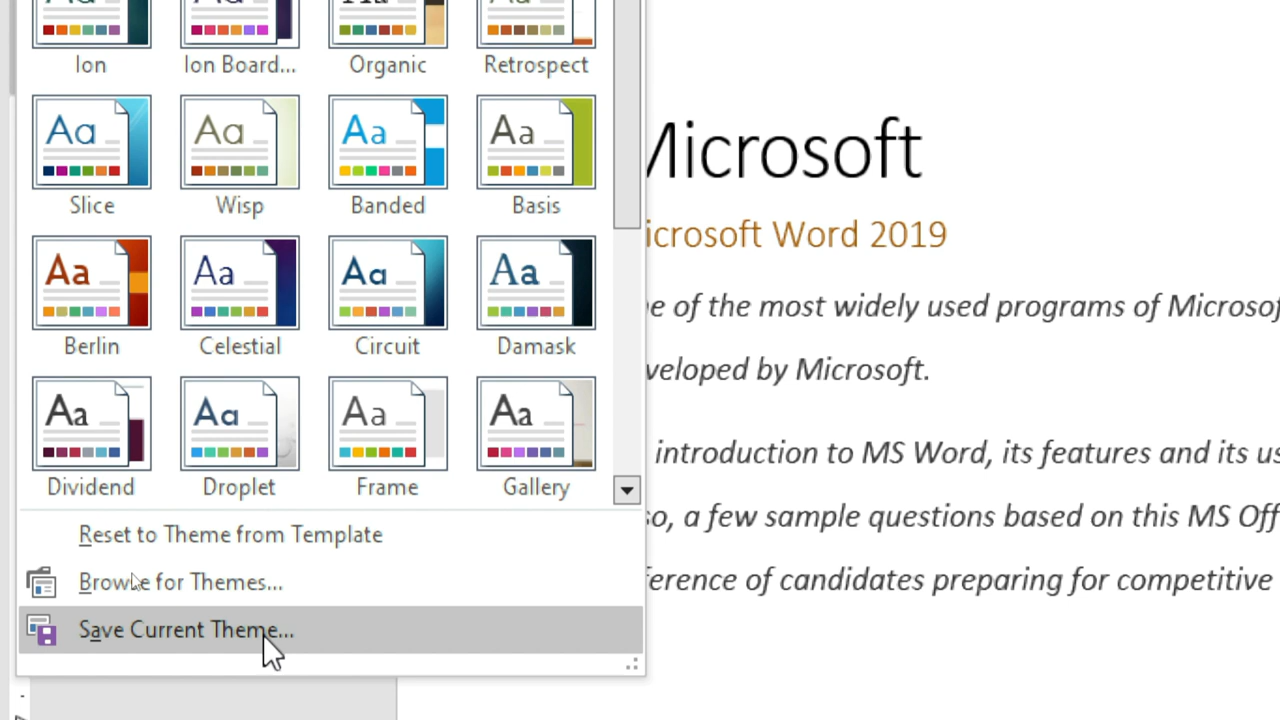 Ion Ion Board... Organic Retrospect
Aa Aa Aa Aa
Slice Wisp Banded Basis
Aa Aa Aa Aa
Berlin Celestial Circuit Damask
Aa Aa Aa Aa
Dividend Droplet Frame Gallery
Reset to Theme from Template
Browse for Themes...
Save Current Theme...
Microsoft
icrosoft Word 2019
e of the most widely used programs of Microsof
veloped by Microsoft.
introduction to MS Word, its features and its us
so, a few sample questions based on this MS Off
ference of candidates preparing for competitive